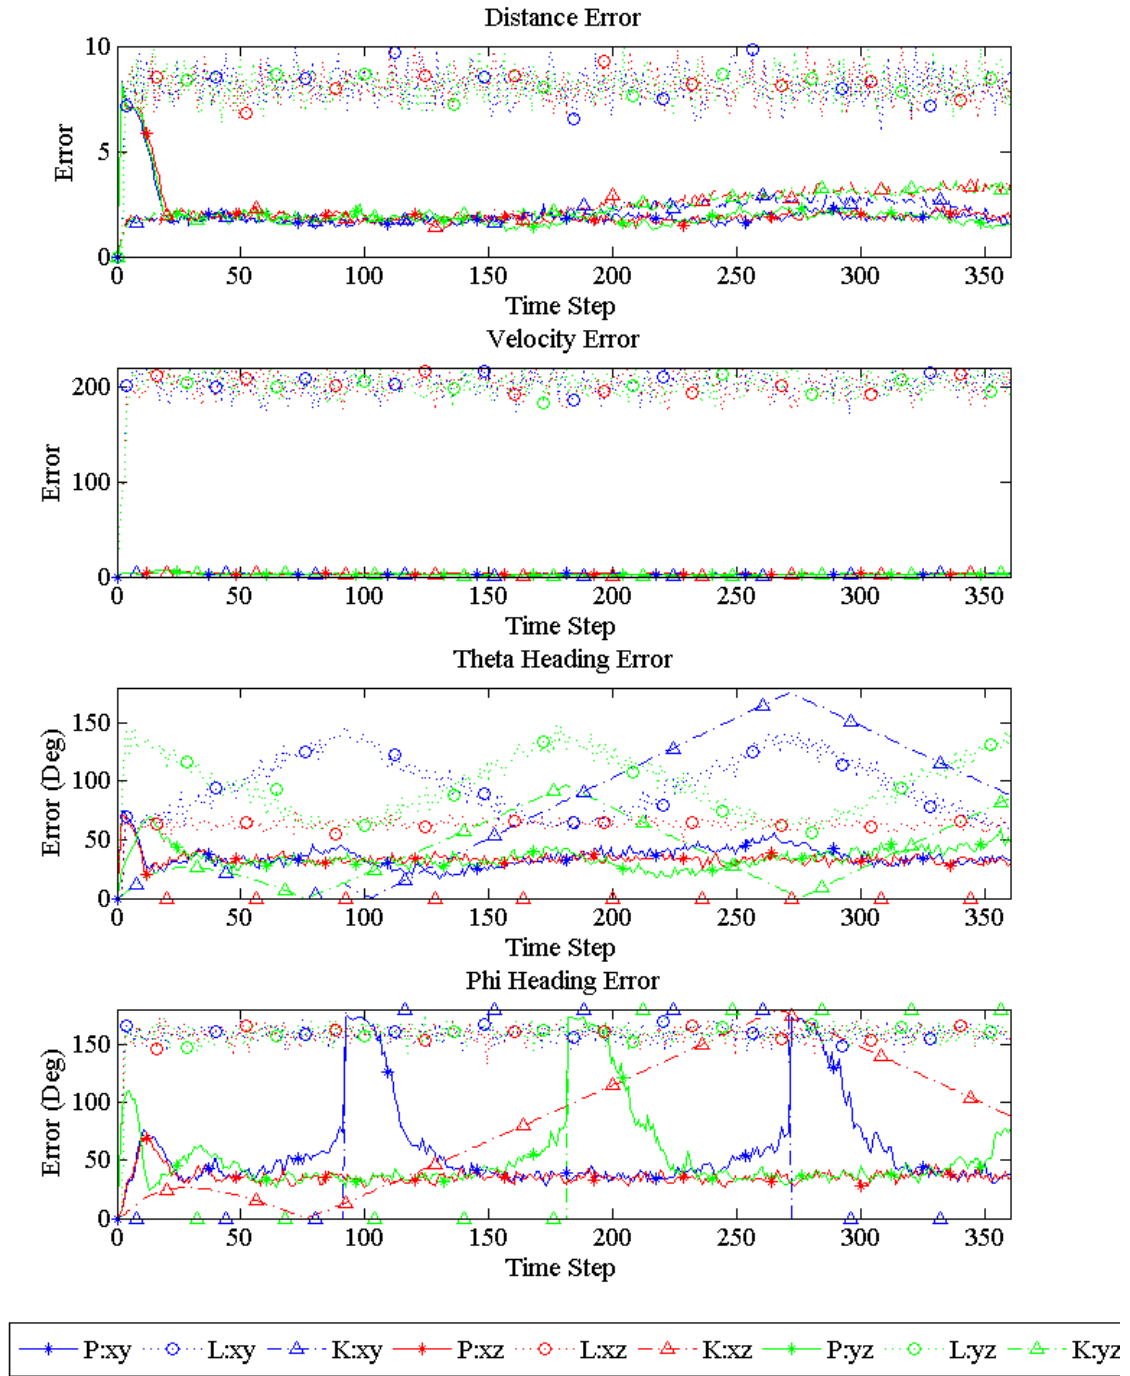 Distance Error
10
5
0
Error
0 50 100 150 200 250 300 350
Time Step
Velocity Error
200
100
0
Error
0 50 100 150 200 250 300 350
Time Step
Theta Heading Error
150
100
50
0
Error (Deg)
0 50 100 150 200 250 300 350
Time Step
Phi Heading Error
150
100
50
0
Error (Deg)
0 50 100 150 200 250 300 350
Time Step
P:xy L:xy K:xy P:xz L:xz K:xz P:yz L:yz K:yz